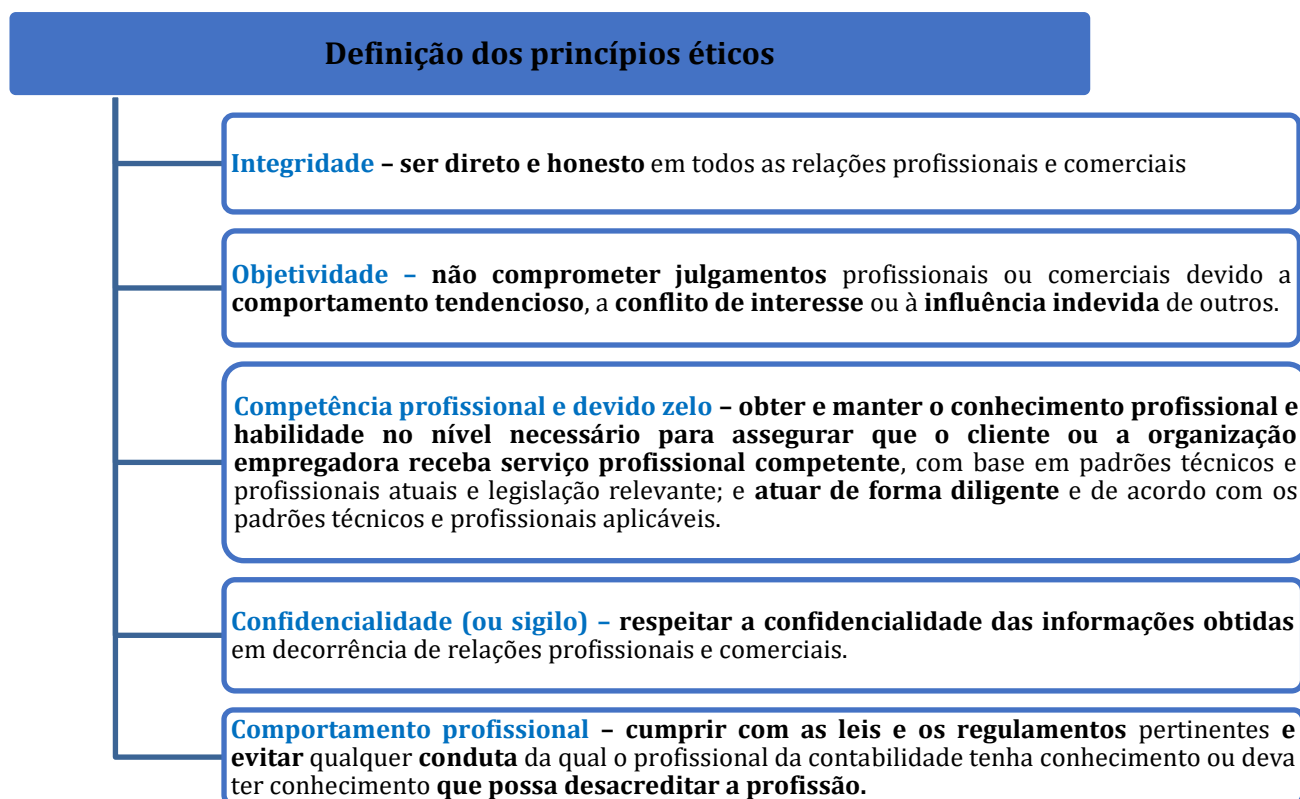 Definição dos princípios éticos
Integridade – ser direto e honesto em todos as relações profissionais e comerciais
Objetividade – não comprometer julgamentos profissionais ou comerciais devido a
comportamento tendencioso, a conflito de interesse ou à influência indevida de outros.
Competência profissional e devido zelo – obter e manter o conhecimento profissional e
habilidade no nível necessário para assegurar que o cliente ou a organização
empregadora receba serviço profissional competente, com base em padrões técnicos e
profissionais atuais e legislação relevante; e atuar de forma diligente e de acordo com os
padrões técnicos e profissionais aplicáveis.
Confidencialidade (ou sigilo) – respeitar a confidencialidade das informações obtidas
em decorrência de relações profissionais e comerciais.
Comportamento profissional – cumprir com as leis e os regulamentos pertinentes e
evitar qualquer conduta da qual o profissional da contabilidade tenha conhecimento ou deva
ter conhecimento que possa desacreditar a profissão.